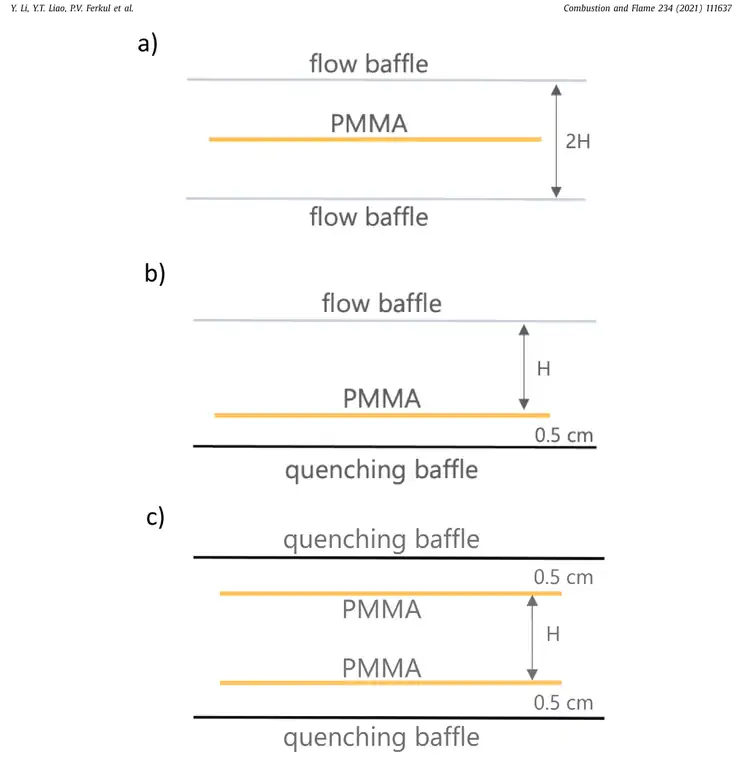 Y. Li, Y.T. Liao, P.V. Ferkul et al.
Combustion and Flame 234 (2021) 111637
a)
flow baffle
PMMA
2H
flow baffle
b)
flow baffle
H
PMMA
0.5 cm
quenching baffle
c)
quenching baffle
0.5 cm
PMMA
H
PMMA
0.5 cm
quenching baffle